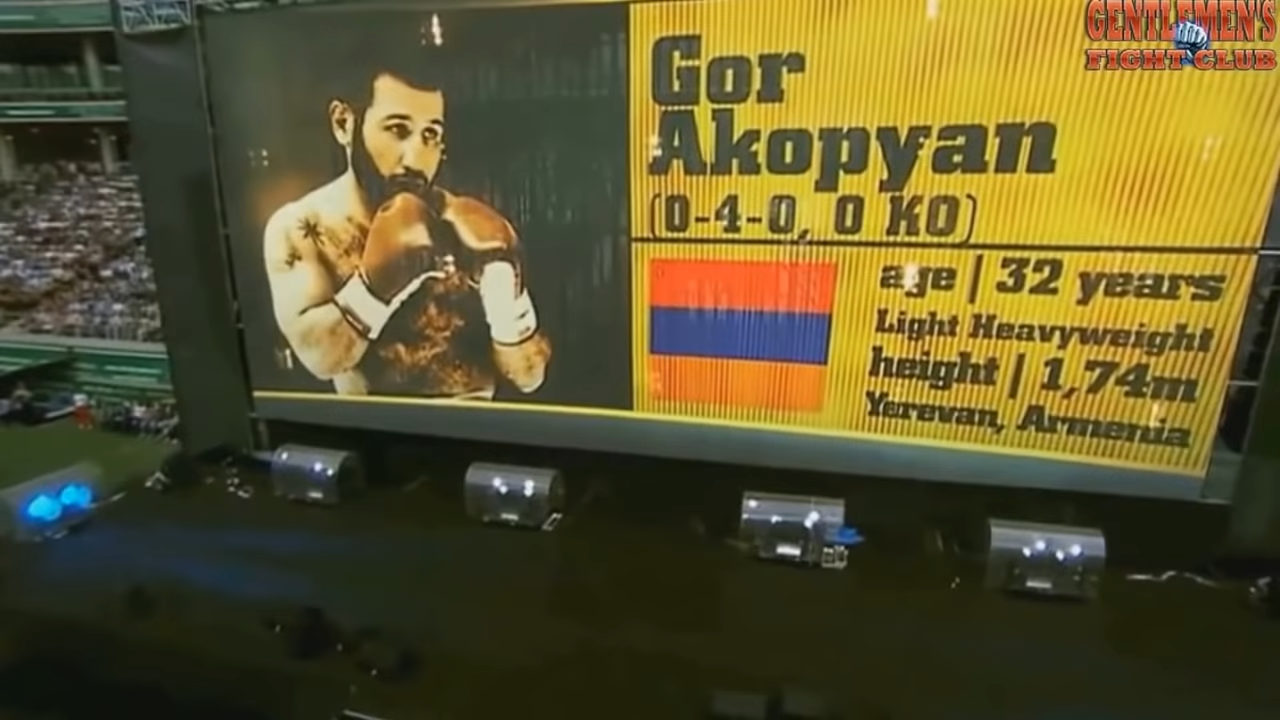 GENTLEMEN'S
FIGHT CLUB
Gor
Akopyan
(0-4-0, 0 KO)
age | 32 years
Light Heavyweight
height | 1,74m
Yerevan, Armenia